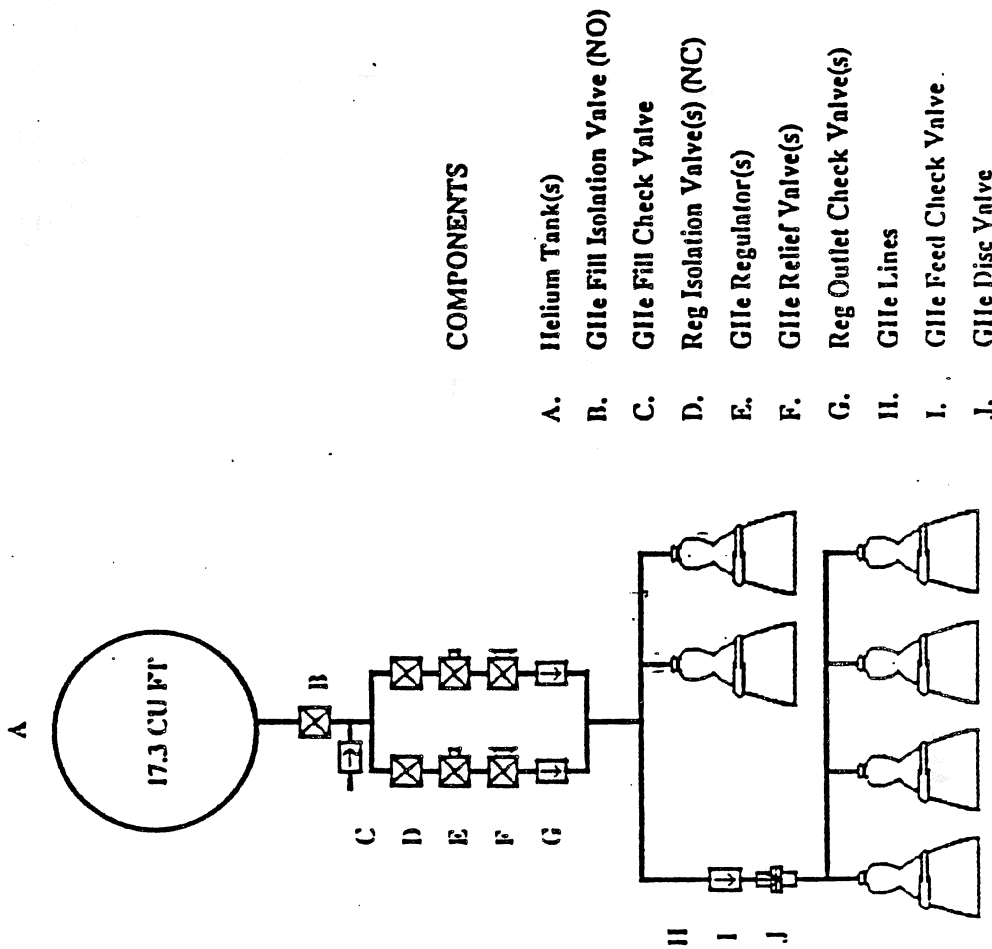 COMPONENTS
A. Helium Tank(s)
B. GHe Fill Isolation Valve (NO)
C. GHe Fill Check Valve
D. Reg Isolation Valve(s) (NC)
E. GHe Regulator(s)
F. GHe Relief Valve(s)
G. Reg Outlet Check Valve(s)
H. GHe Lines
I. GHe Feed Check Valve
J. GHe Disc Valve
A
17.3 CU FT
B
C
D
E
F
G
H
I
J